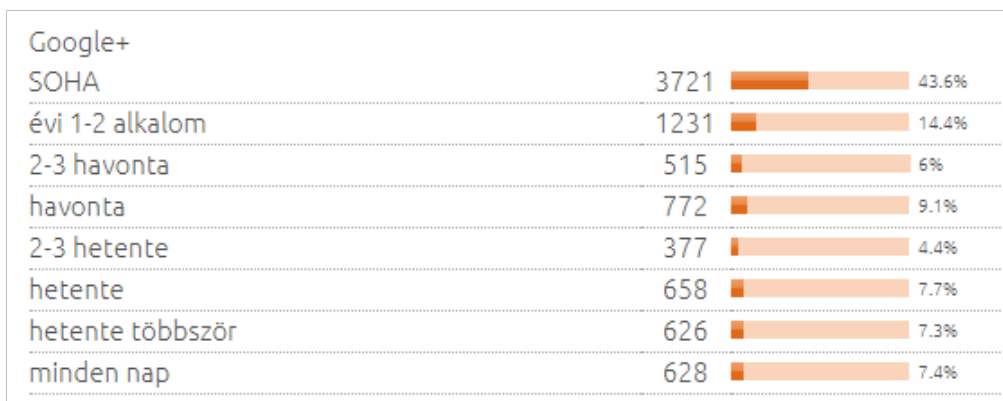 Google+
SOHA 3721 43.6%
évi 1-2 alkalom 1231 14.4%
2-3 havonta 515 6%
havonta 772 9.1%
2-3 hetente 377 4.4%
hetente 658 7.7%
hetente többször 626 7.3%
minden nap 628 7.4%